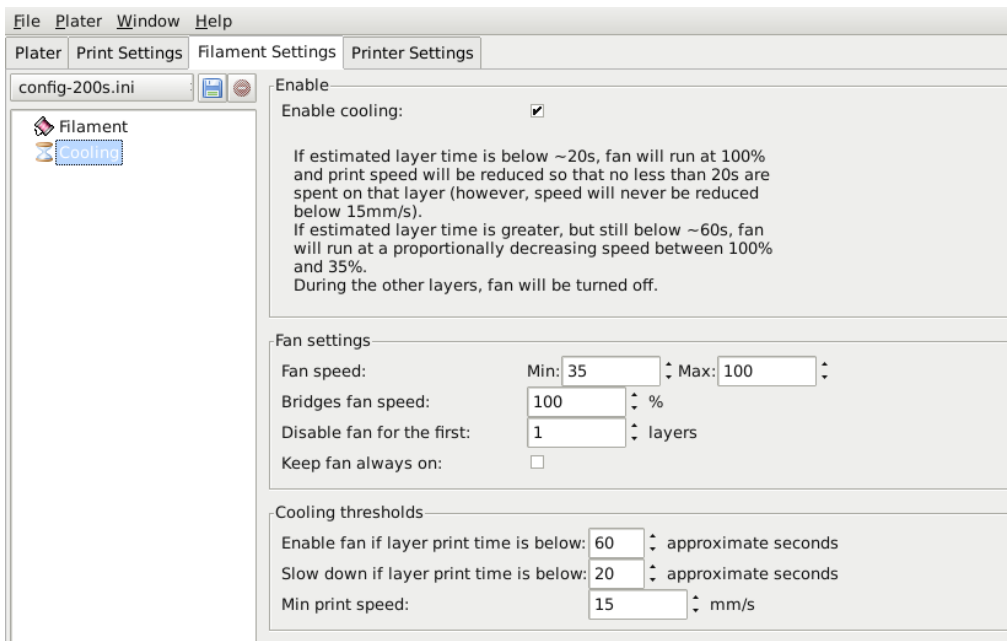 File Plater Window Help
Plater Print Settings Filament Settings Printer Settings
config-200s.ini
Filament
Cooling
Enable
Enable cooling:
If estimated layer time is below ~20s, fan will run at 100%
and print speed will be reduced so that no less than 20s are
spent on that layer (however, speed will never be reduced
below 15mm/s).
If estimated layer time is greater, but still below ~60s, fan
will run at a proportionally decreasing speed between 100%
and 35%.
During the other layers, fan will be turned off.
Fan settings
Fan speed: Min: 35 Max: 100
Bridges fan speed: 100 %
Disable fan for the first: 1 layers
Keep fan always on:
Cooling thresholds
Enable fan if layer print time is below: 60 approximate seconds
Slow down if layer print time is below: 20 approximate seconds
Min print speed: 15 mm/s